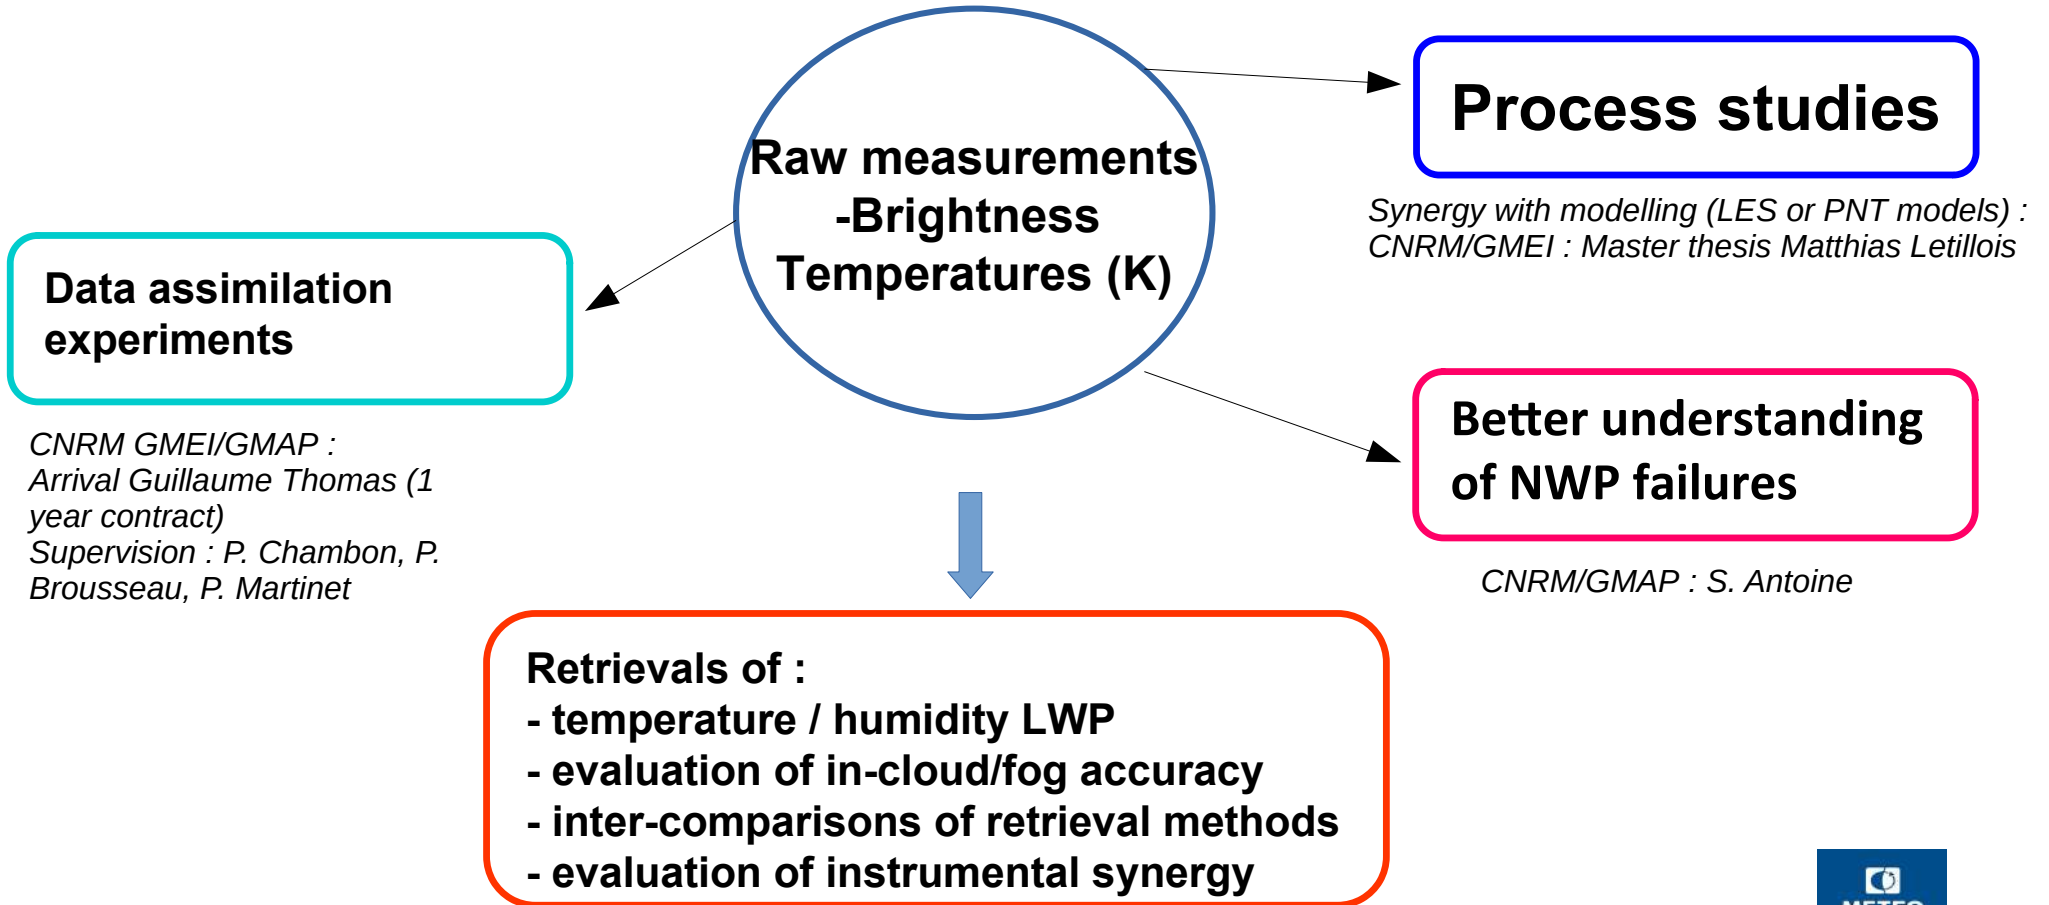 Raw measurements
-Brightness
Temperatures (K)
Process studies
Synergy with modelling (LES or PNT models) :
CNRM/GMEI : Master thesis Matthias Letillois
Data assimilation
experiments
CNRM GMEI/GMAP :
Arrival Guillaume Thomas (1
year contract)
Supervision : P. Chambon, P.
Brousseau, P. Martinet
Better understanding
of NWP failures
CNRM/GMAP : S. Antoine
Retrievals of :
- temperature / humidity LWP
- evaluation of in-cloud/fog accuracy
- inter-comparisons of retrieval methods
- evaluation of instrumental synergy
METEO